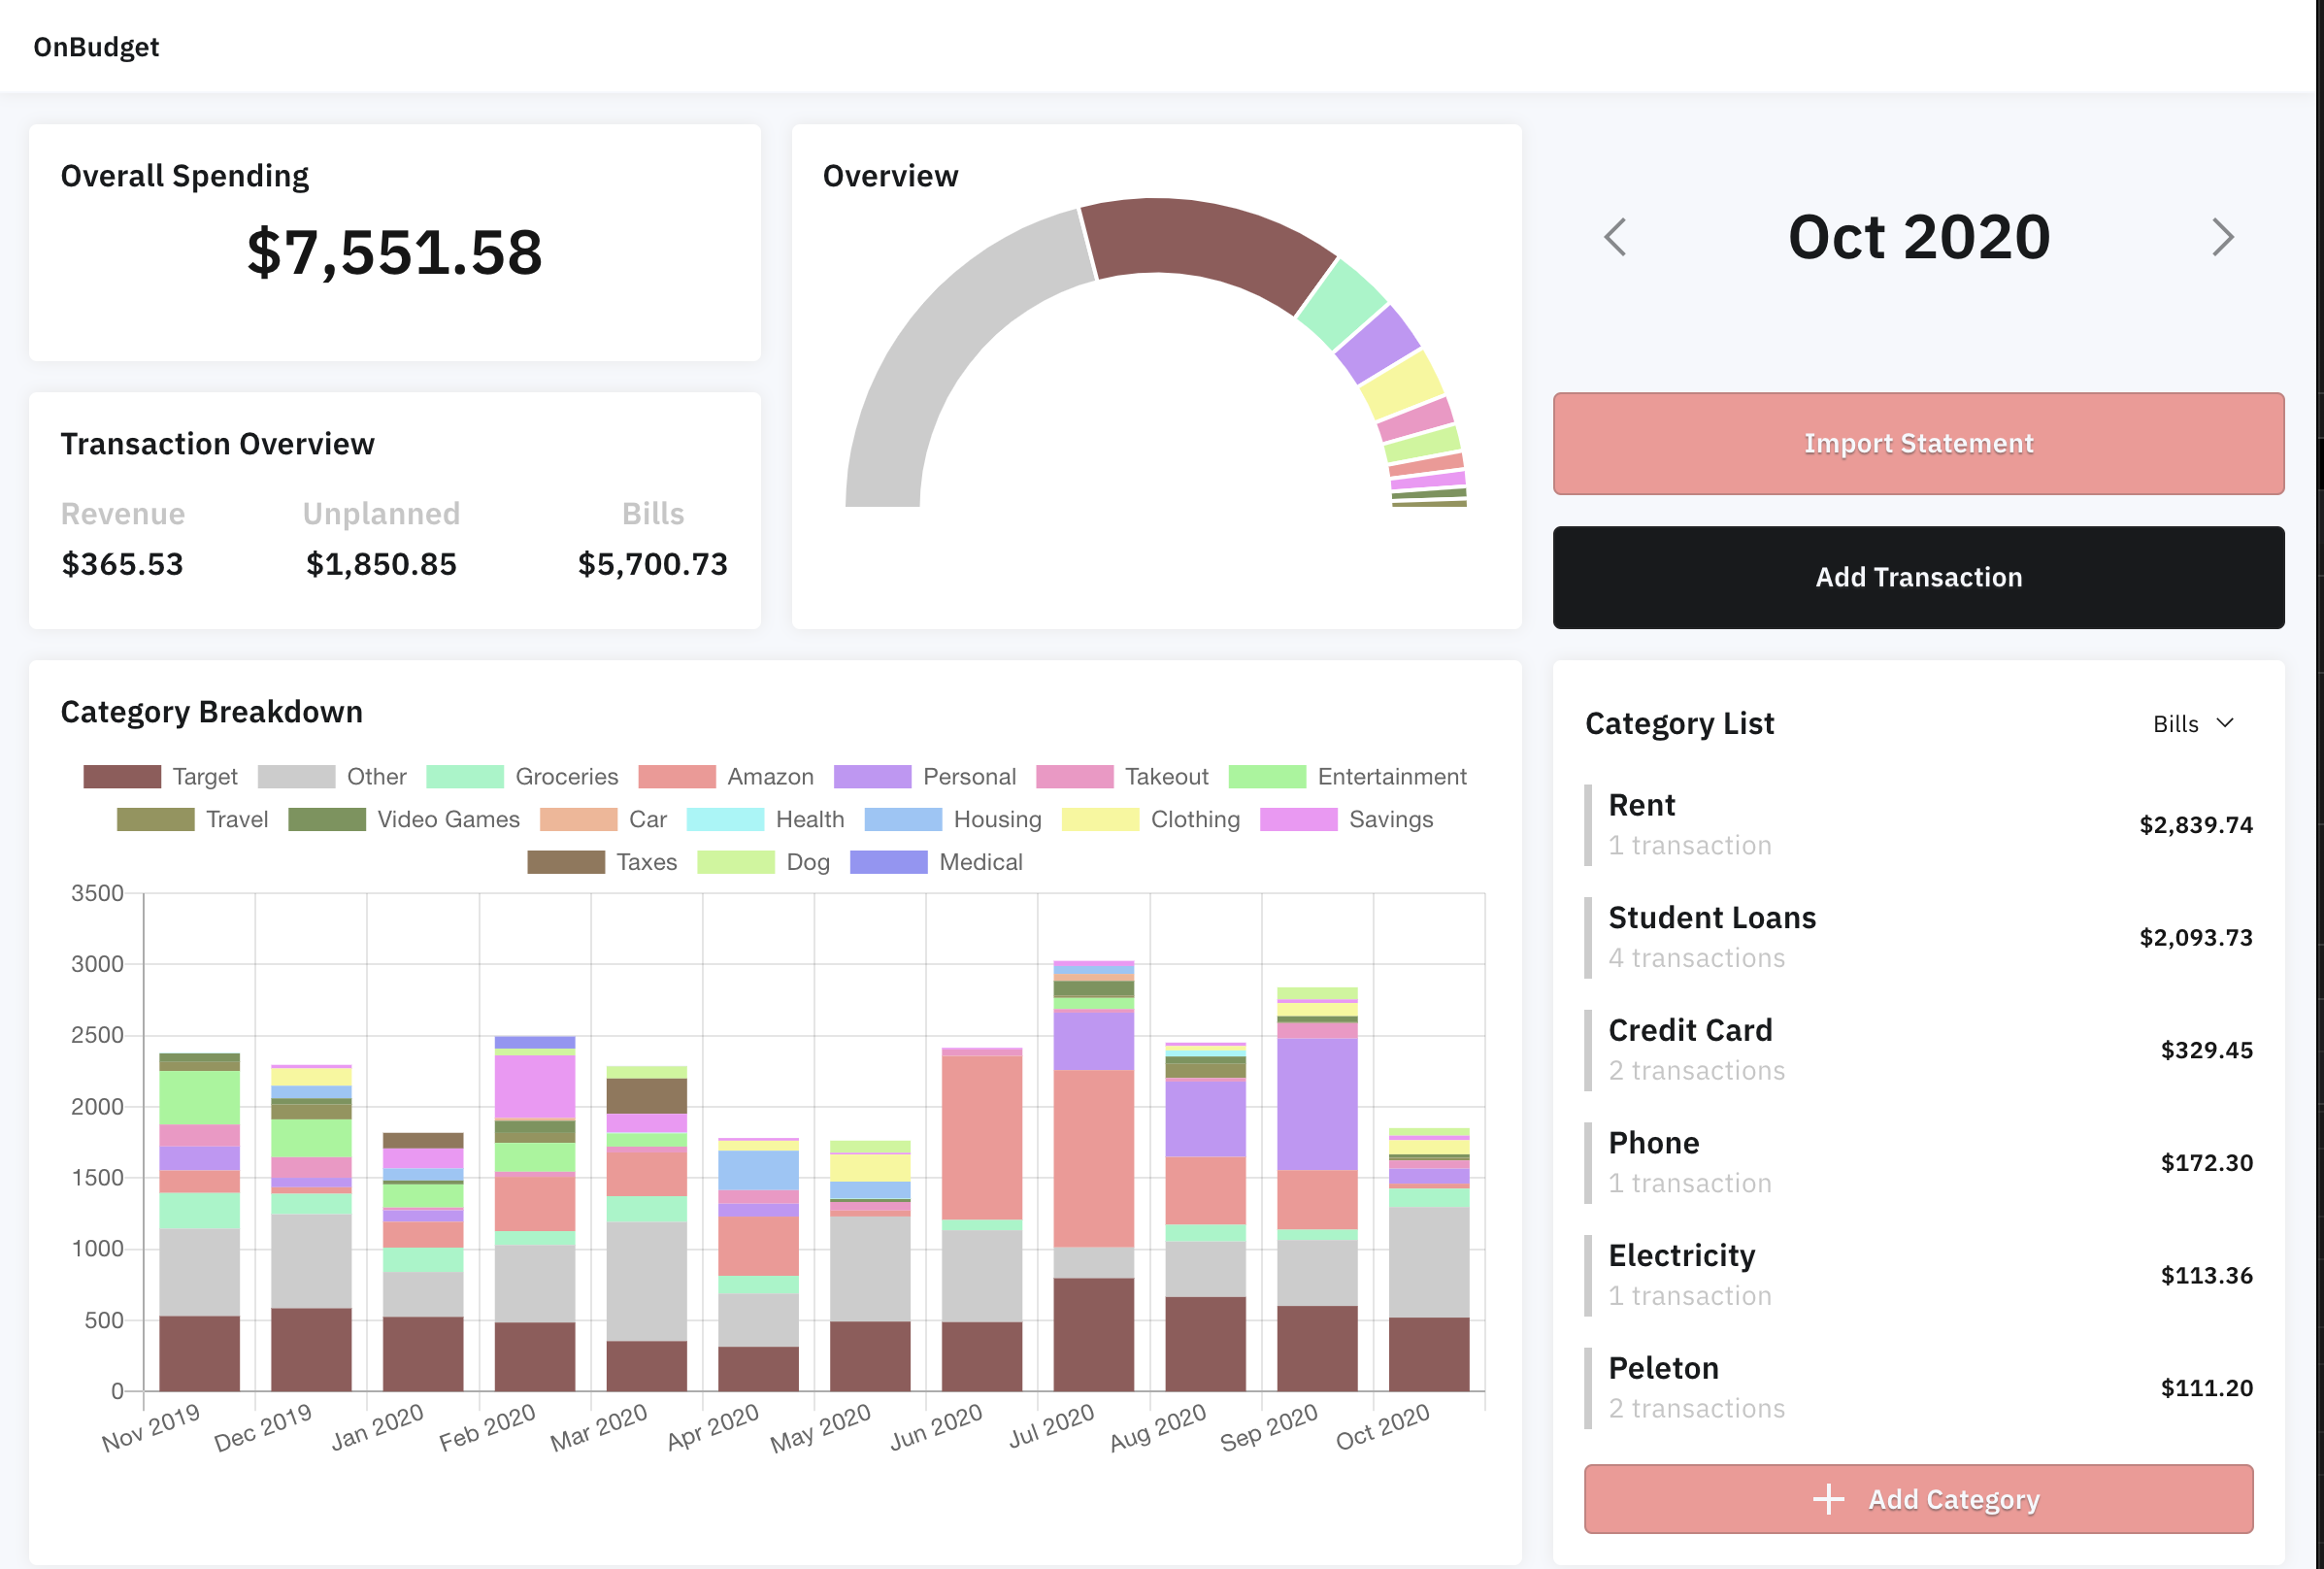 OnBudget
Overall Spending
$7,551.58
Overview
Oct 2020
Transaction Overview
Revenue Unplanned Bills
$365.53 $1,850.85 $5,700.73
Import Statement
Add Transaction
Category Breakdown
Target Other Groceries Amazon Personal Takeout Entertainment
Travel Video Games Car Health Housing Clothing Savings
Taxes Dog Medical
3500
3000
2500
2000
1500
1000
500
0
Nov 2019 Dec 2019 Jan 2020 Feb 2020 Mar 2020 Apr 2020 May 2020 Jun 2020 Jul 2020 Aug 2020 Sep 2020 Oct 2020
Category List Bills
Rent
1 transaction
$2,839.74
Student Loans
4 transactions
$2,093.73
Credit Card
2 transactions
$329.45
Phone
1 transaction
$172.30
Electricity
1 transaction
$113.36
Peleton
2 transactions
$111.20
Add Category